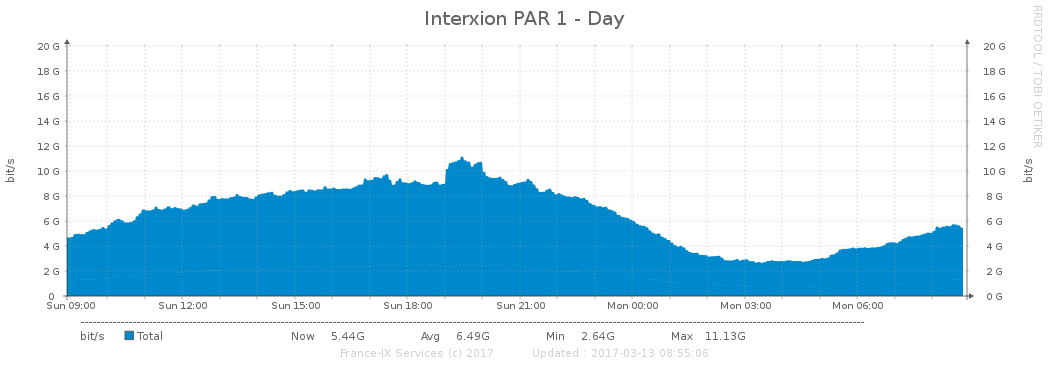 Interxion PAR 1 - Day
RRDTOOL / TOBI OETIKER
bit/s
20 G
18 G
16 G
14 G
12 G
10 G
8 G
6 G
4 G
2 G
0
20 G
18 G
16 G
14 G
12 G
10 G
8 G
6 G
4 G
2 G
0 G
bit/s
Sun 09:00 Sun 12:00 Sun 15:00 Sun 18:00 Sun 21:00 Mon 00:00 Mon 03:00 Mon 06:00
bit/s Total Now 5.44G Avg 6.49G Min 2.64G Max 11.13G
France-IX Services (c) 2017 Updated : 2017-03-13 08:55:06